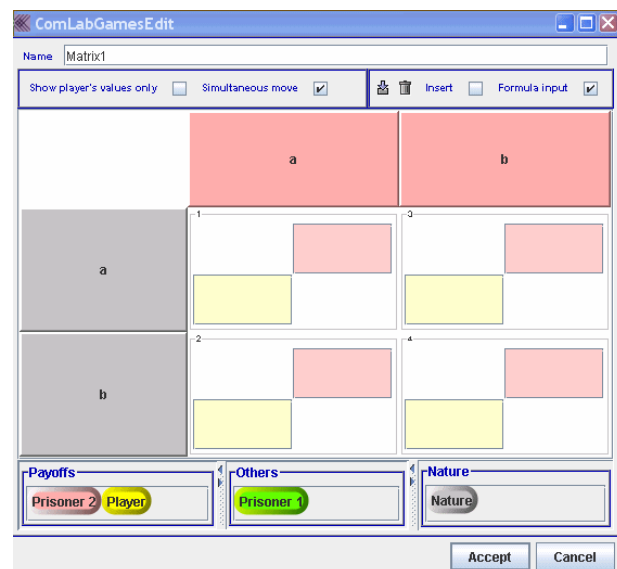 ComLabGamesEdit
Name Matrix1
Show player's values only Simultaneous move Insert Formula input
a b
1 3
a
2 4
b
Payoffs Others Nature
Prisoner 2 Player Prisoner 1 Nature
Accept Cancel